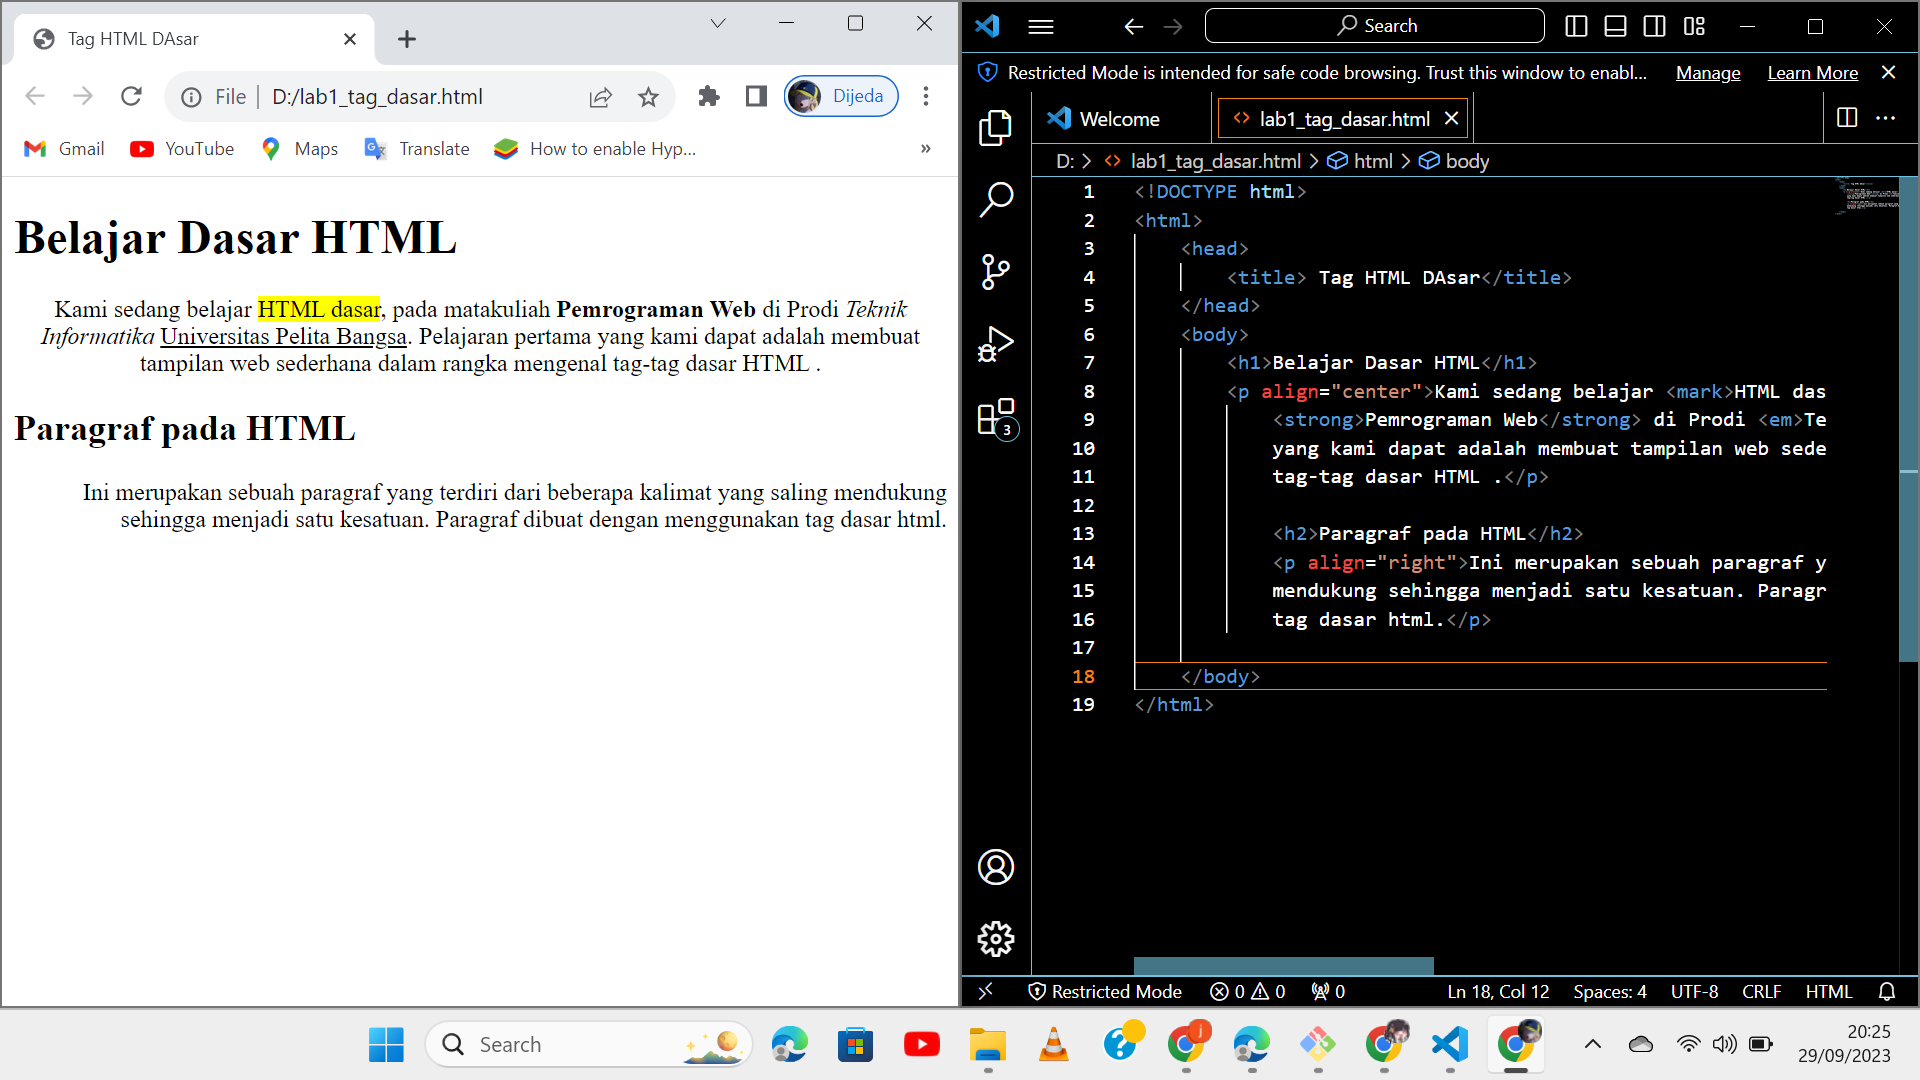 Tag HTML DAsar
File
D:/lab1_tag_dasar.html
Dijeda
Gmail
YouTube
Maps
Translate
How to enable Hyp...
»
Belajar Dasar HTML
Kami sedang belajar HTML dasar, pada matakuliah Pemrograman Web di Prodi Teknik
Informatika Universitas Pelita Bangsa. Pelajaran pertama yang kami dapat adalah membuat
tampilan web sederhana dalam rangka mengenal tag-tag dasar HTML .
Paragraf pada HTML
Ini merupakan sebuah paragraf yang terdiri dari beberapa kalimat yang saling mendukung
sehingga menjadi satu kesatuan. Paragraf dibuat dengan menggunakan tag dasar html.
Search
Restricted Mode is intended for safe code browsing. Trust this window to enabl...
Manage
Learn More
Welcome
lab1_tag_dasar.html
D: > lab1_tag_dasar.html > html > body
1 <!DOCTYPE html>
2 <html>
3 <head>
4 <title> Tag HTML DAsar</title>
5 </head>
6 <body>
7 <h1>Belajar Dasar HTML</h1>
8 <p align="center">Kami sedang belajar <mark>HTML das
9 <strong>Pemrograman Web</strong> di Prodi <em>Te
10 yang kami dapat adalah membuat tampilan web sede
11 tag-tag dasar HTML .</p>
12
13 <h2>Paragraf pada HTML</h2>
14 <p align="right">Ini merupakan sebuah paragraf y
15 mendukung sehingga menjadi satu kesatuan. Paragr
16 tag dasar html.</p>
17
18 </body>
19 </html>
3
Restricted Mode
0
0
0
Ln 18, Col 12
Spaces: 4
UTF-8
CRLF
HTML
Search
j
20:25
29/09/2023